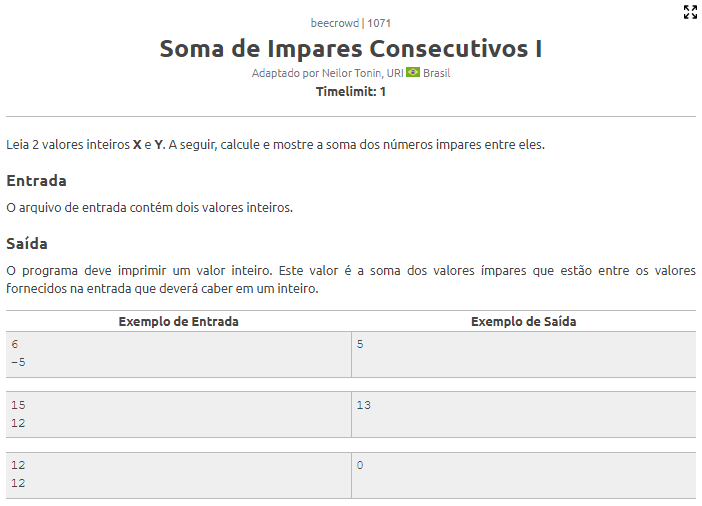 beecrowd | 1071
Soma de Impares Consecutivos I
Adaptado por Neilor Tonin, URI Brasil
Timelimit: 1
Leia 2 valores inteiros X e Y. A seguir, calcule e mostre a soma dos números impares entre eles.
Entrada
O arquivo de entrada contém dois valores inteiros.
Saída
O programa deve imprimir um valor inteiro. Este valor é a soma dos valores ímpares que estão entre os valores
fornecidos na entrada que deverá caber em um inteiro.
Exemplo de Entrada Exemplo de Saída
6 5
-5
15 13
12
12 0
12